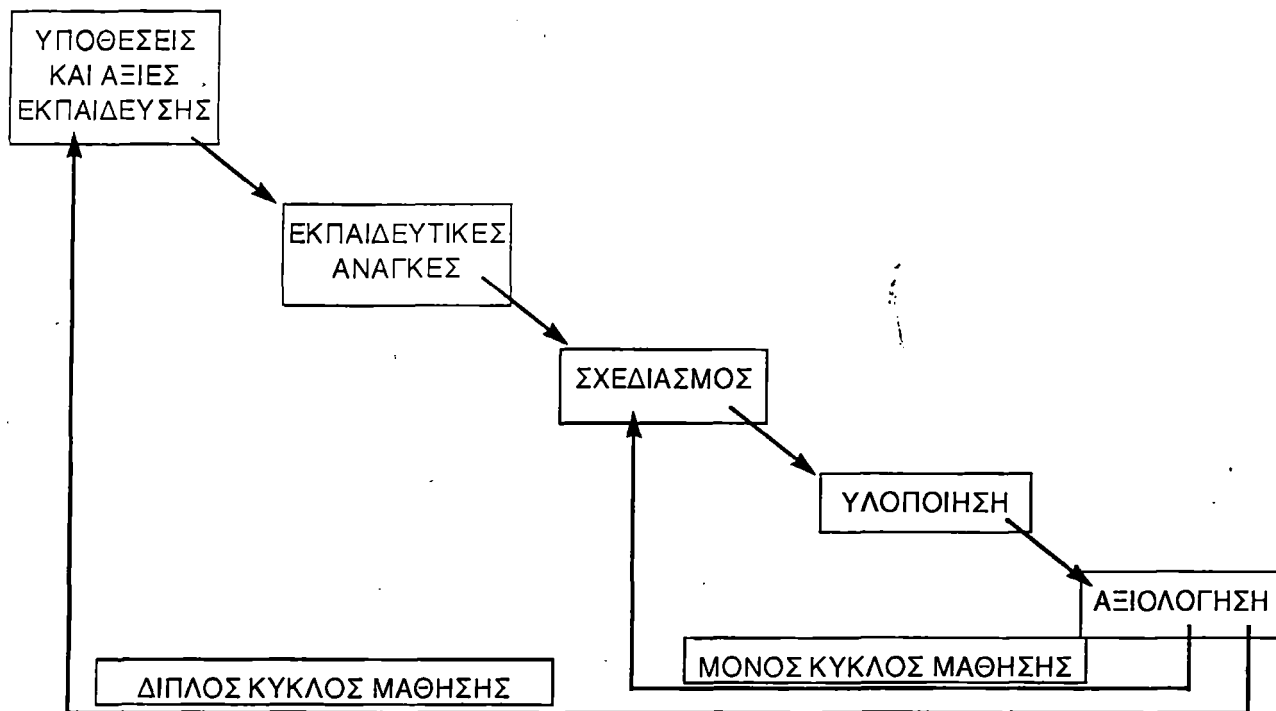 ΥΠΟΘΕΣΕΙΣ
ΚΑΙ ΑΞΙΕΣ
ΕΚΠΑΙΔΕΥΣΗΣ
ΕΚΠΑΙΔΕΥΤΙΚΕΣ
ΑΝΑΓΚΕΣ
ΣΧΕΔΙΑΣΜΟΣ
ΥΛΟΠΟΙΗΣΗ
ΑΞΙΟΛΟΓΗΣΗ
ΜΟΝΟΣ ΚΥΚΛΟΣ ΜΑΘΗΣΗΣ
ΔΙΠΛΟΣ ΚΥΚΛΟΣ ΜΑΘΗΣΗΣ